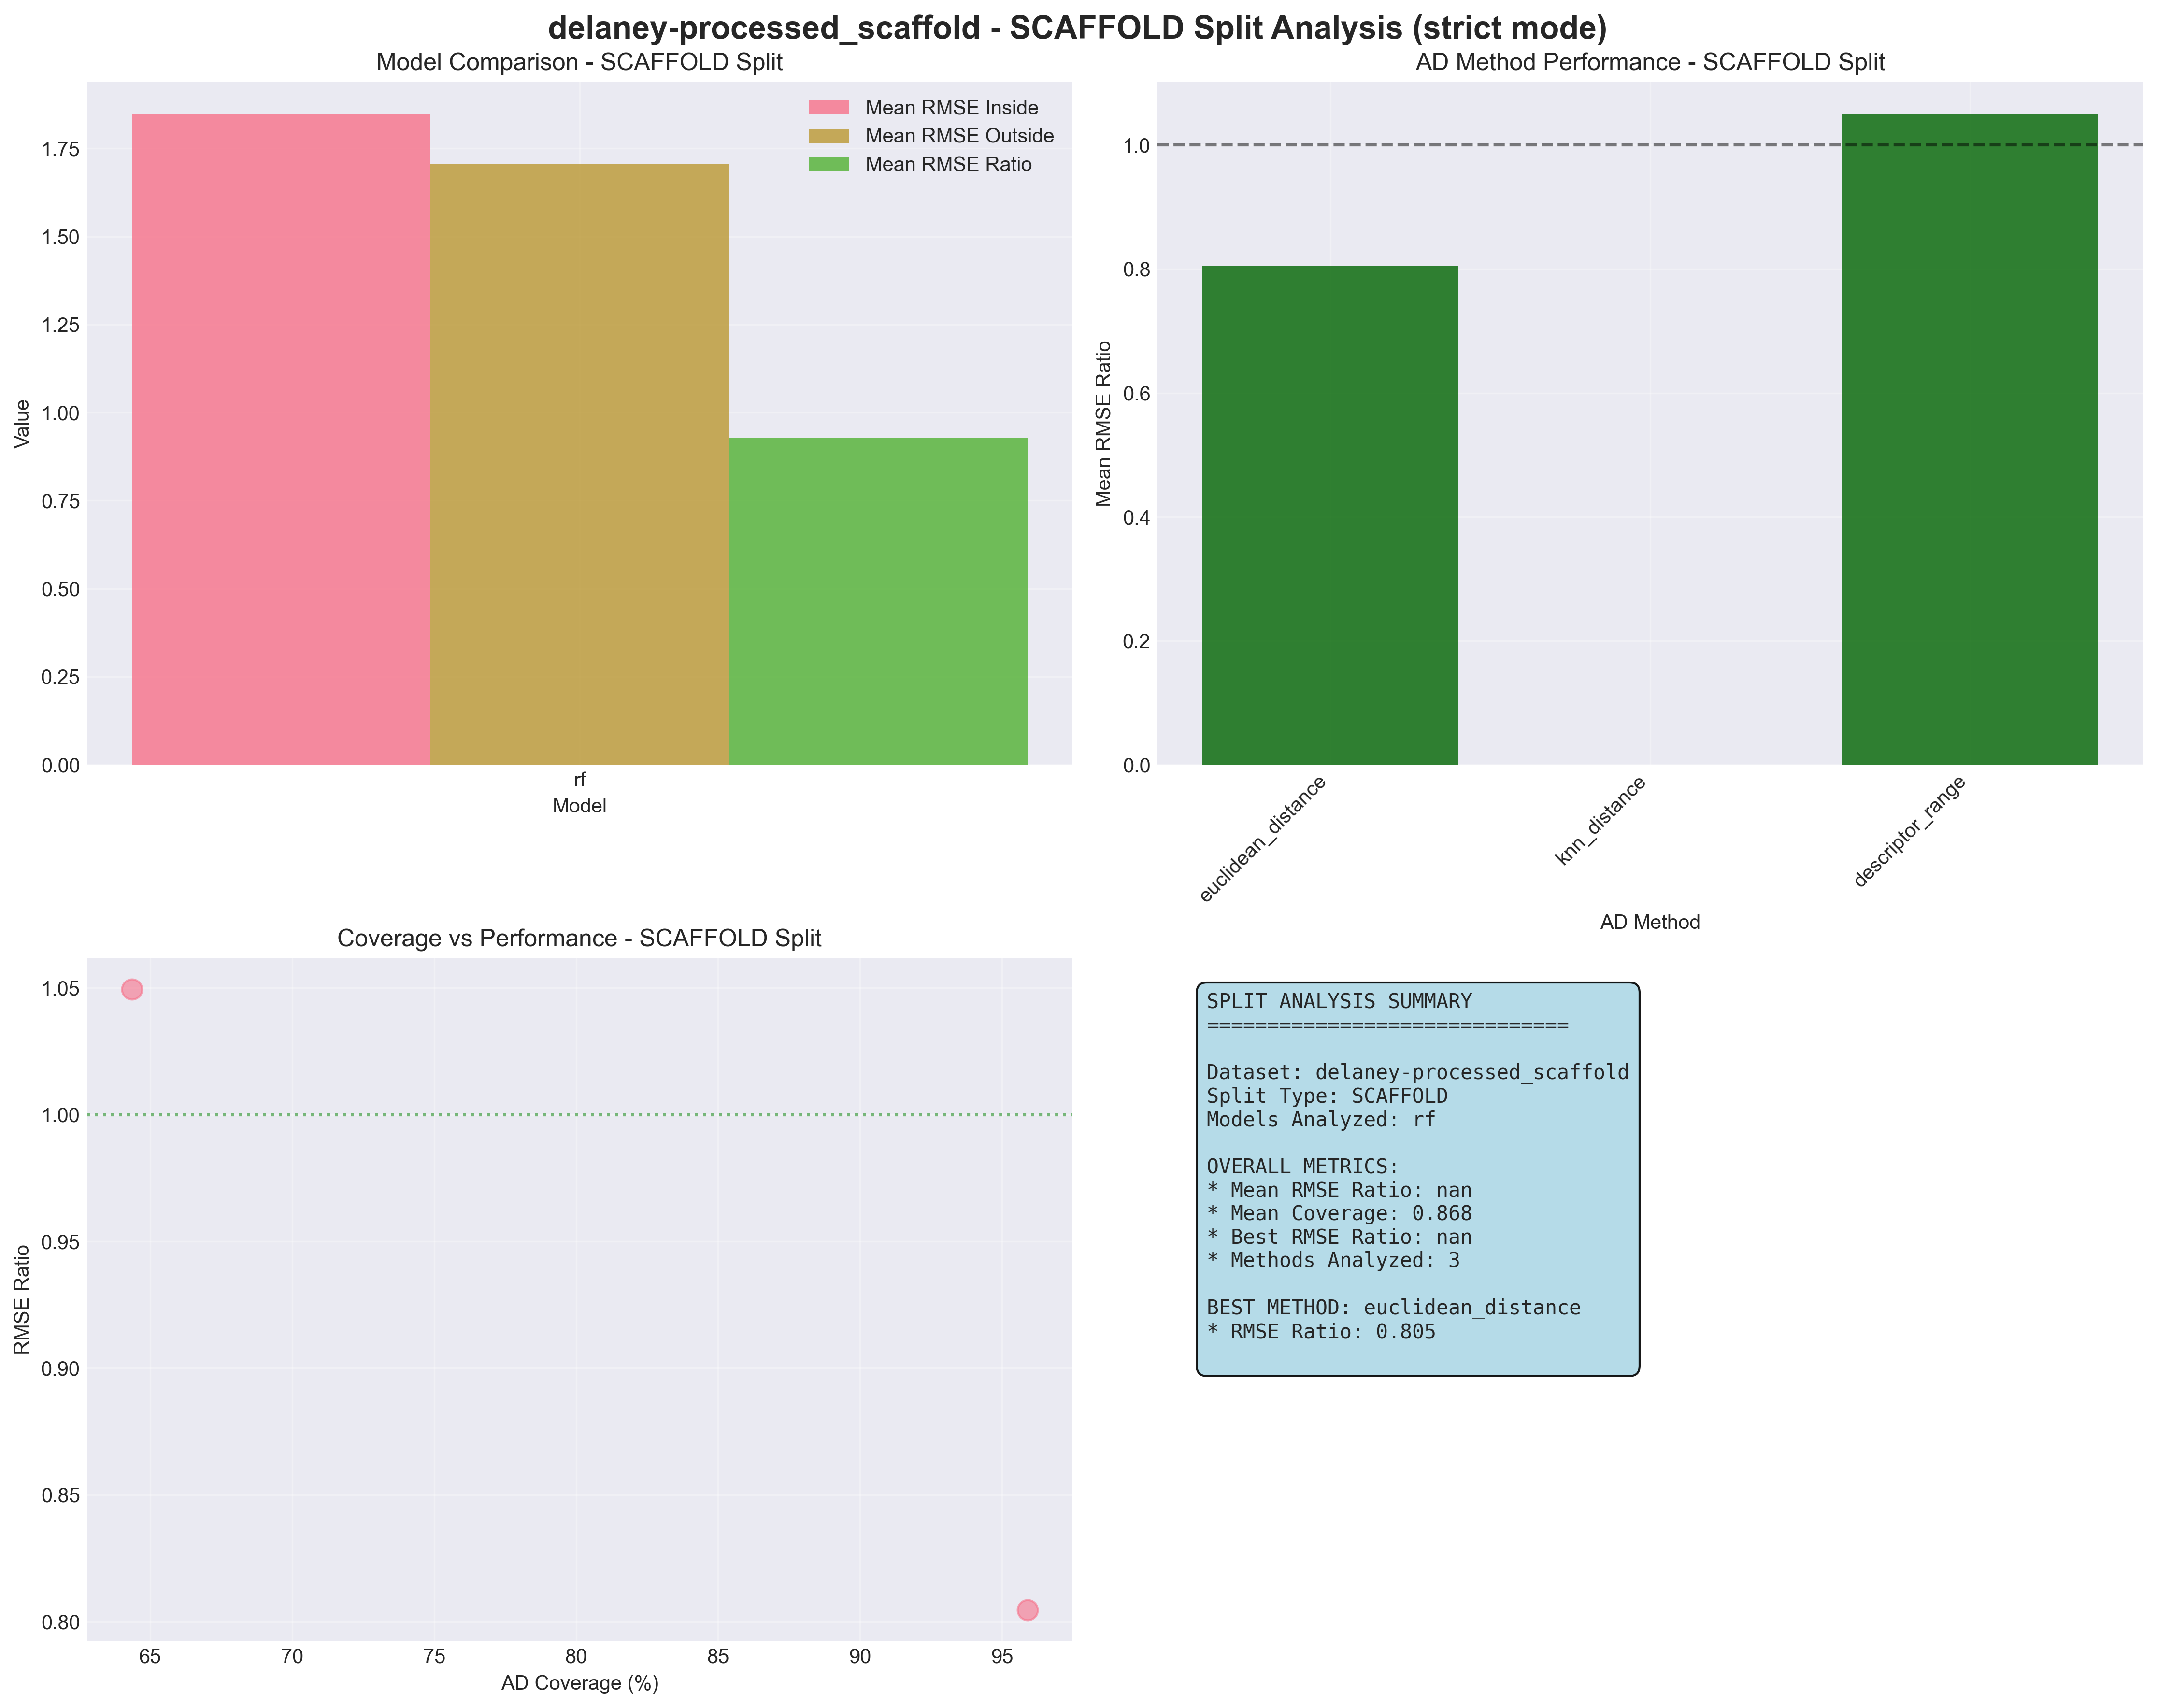 delaney-processed_scaffold - SCAFFOLD Split Analysis (strict mode)
Model Comparison - SCAFFOLD Split
Mean RMSE Inside
Mean RMSE Outside
Mean RMSE Ratio
1.75
1.50
1.25
1.00
0.75
0.50
0.25
0.00
Value
rf
Model
AD Method Performance - SCAFFOLD Split
1.0
0.8
0.6
0.4
0.2
0.0
Mean RMSE Ratio
euclidean_distance
knn_distance
descriptor_range
AD Method
Coverage vs Performance - SCAFFOLD Split
1.05
1.00
0.95
0.90
0.85
0.80
RMSE Ratio
65 70 75 80 85 90 95
AD Coverage (%)
SPLIT ANALYSIS SUMMARY
==============================
Dataset: delaney-processed_scaffold
Split Type: SCAFFOLD
Models Analyzed: rf
OVERALL METRICS:
* Mean RMSE Ratio: nan
* Mean Coverage: 0.868
* Best RMSE Ratio: nan
* Methods Analyzed: 3
BEST METHOD: euclidean_distance
* RMSE Ratio: 0.805